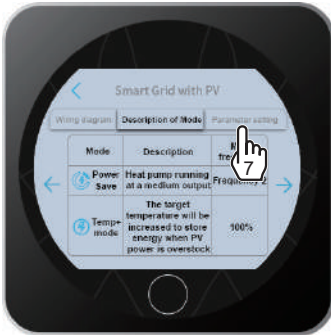 Smart Grid with PV
Wiring diagram Description of Mode Parameter setting
Mode Description
7
Power Save Heat pump running at a medium output Frequency 2
Temp+ mode The target temperature will be increased to store energy when PV power is overstock 100%